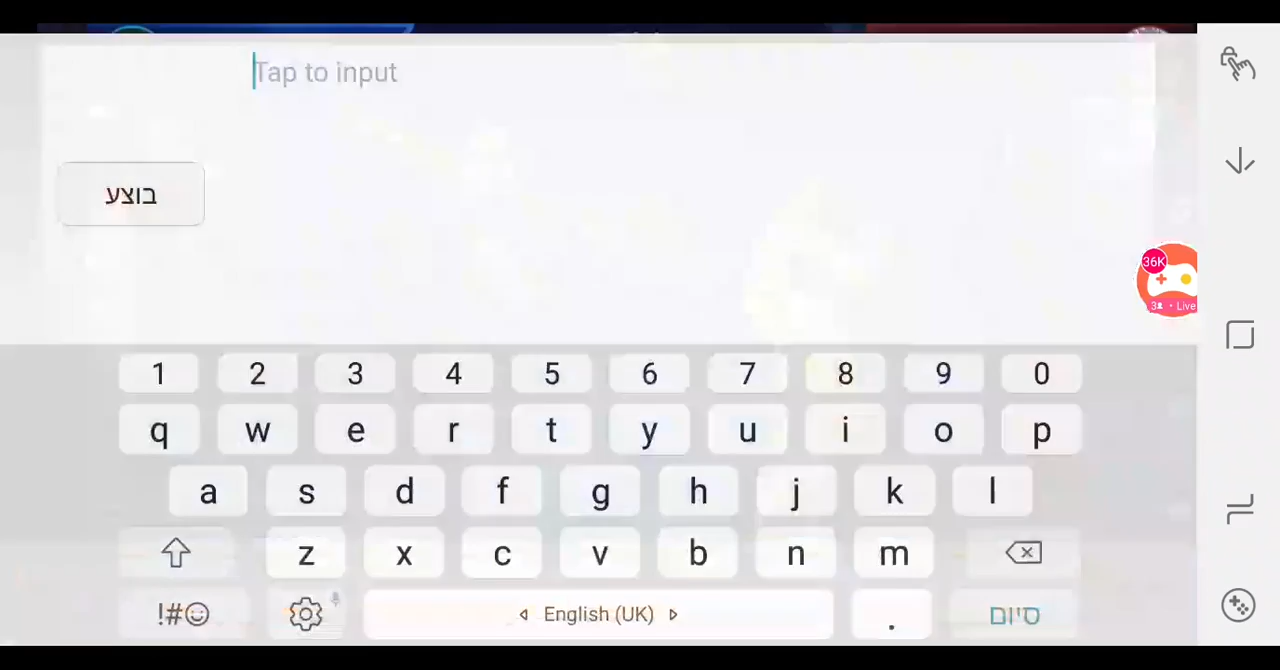 Tap to input
בוצע
36K
3 • Live
1 2 3 4 5 6 7 8 9 0
q w e r t y u i o p
a s d f g h j k l
z x c v b n m
!#☺ English (UK) . סיום